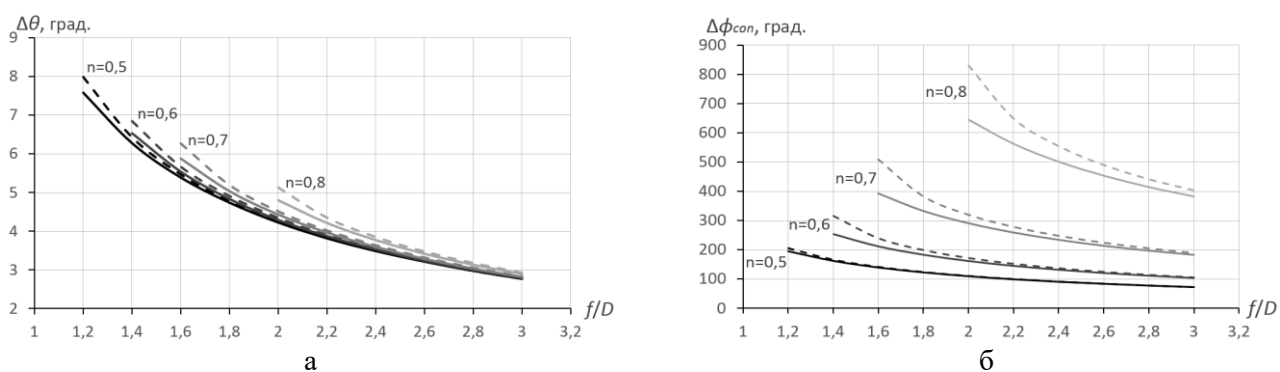 Δθ, град.
9
8
7
6
5
4
3
2
n=0,5
n=0,6
n=0,7
n=0,8
1 1,2 1,4 1,6 1,8 2 2,2 2,4 2,6 2,8 3 3,2
f/D
а
Δϕcon, град.
900
800
700
600
500
400
300
200
100
0
n=0,8
n=0,7
n=0,6
n=0,5
1 1,2 1,4 1,6 1,8 2 2,2 2,4 2,6 2,8 3 3,2
f/D
б